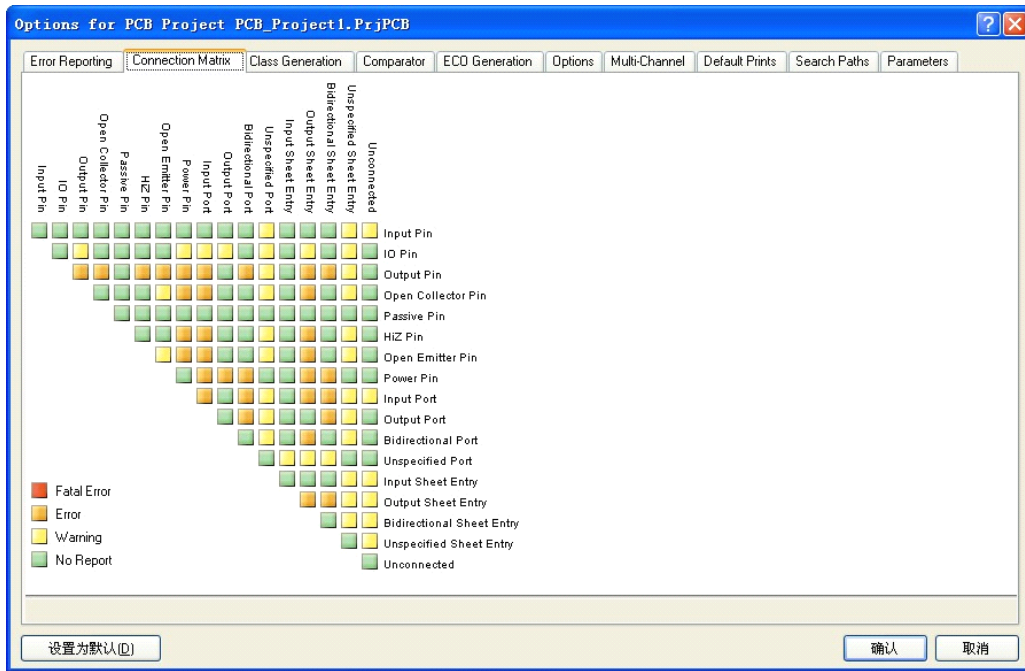 Options for PCB Project PCB_Project1.PrjPCB
Error Reporting Connection Matrix Class Generation Comparator ECO Generation Options Multi-Channel Default Prints Search Paths Parameters
Input Pin
IO Pin
Output Pin
Open Collector Pin
Passive Pin
HiZ Pin
Open Emitter Pin
Power Pin
Input Port
Output Port
Bidirectional Port
Unspecified Port
Input Sheet Entry
Output Sheet Entry
Bidirectional Sheet Entry
Unspecified Sheet Entry
Unconnected
Input Pin
IO Pin
Output Pin
Open Collector Pin
Passive Pin
HiZ Pin
Open Emitter Pin
Power Pin
Input Port
Output Port
Bidirectional Port
Unspecified Port
Input Sheet Entry
Output Sheet Entry
Bidirectional Sheet Entry
Unspecified Sheet Entry
Unconnected
Fatal Error
Error
Warning
No Report
设置为默认(D) 确认 取消